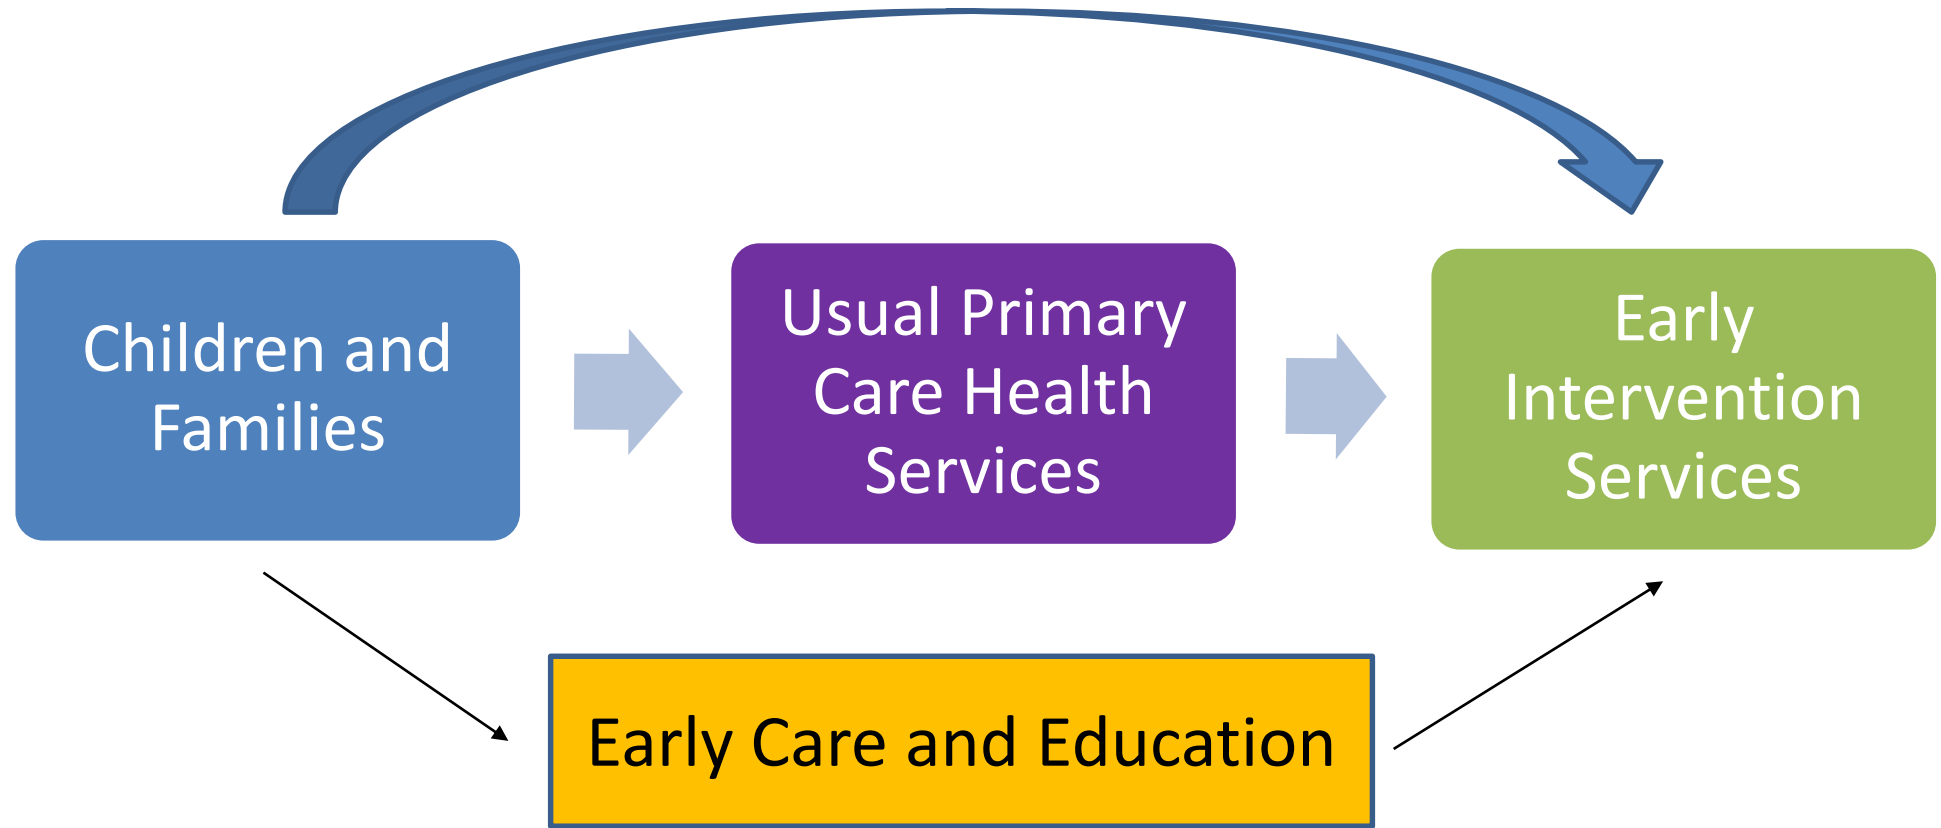 Children and
Families
Usual Primary
Care Health
Services
Early
Intervention
Services
Early Care and Education